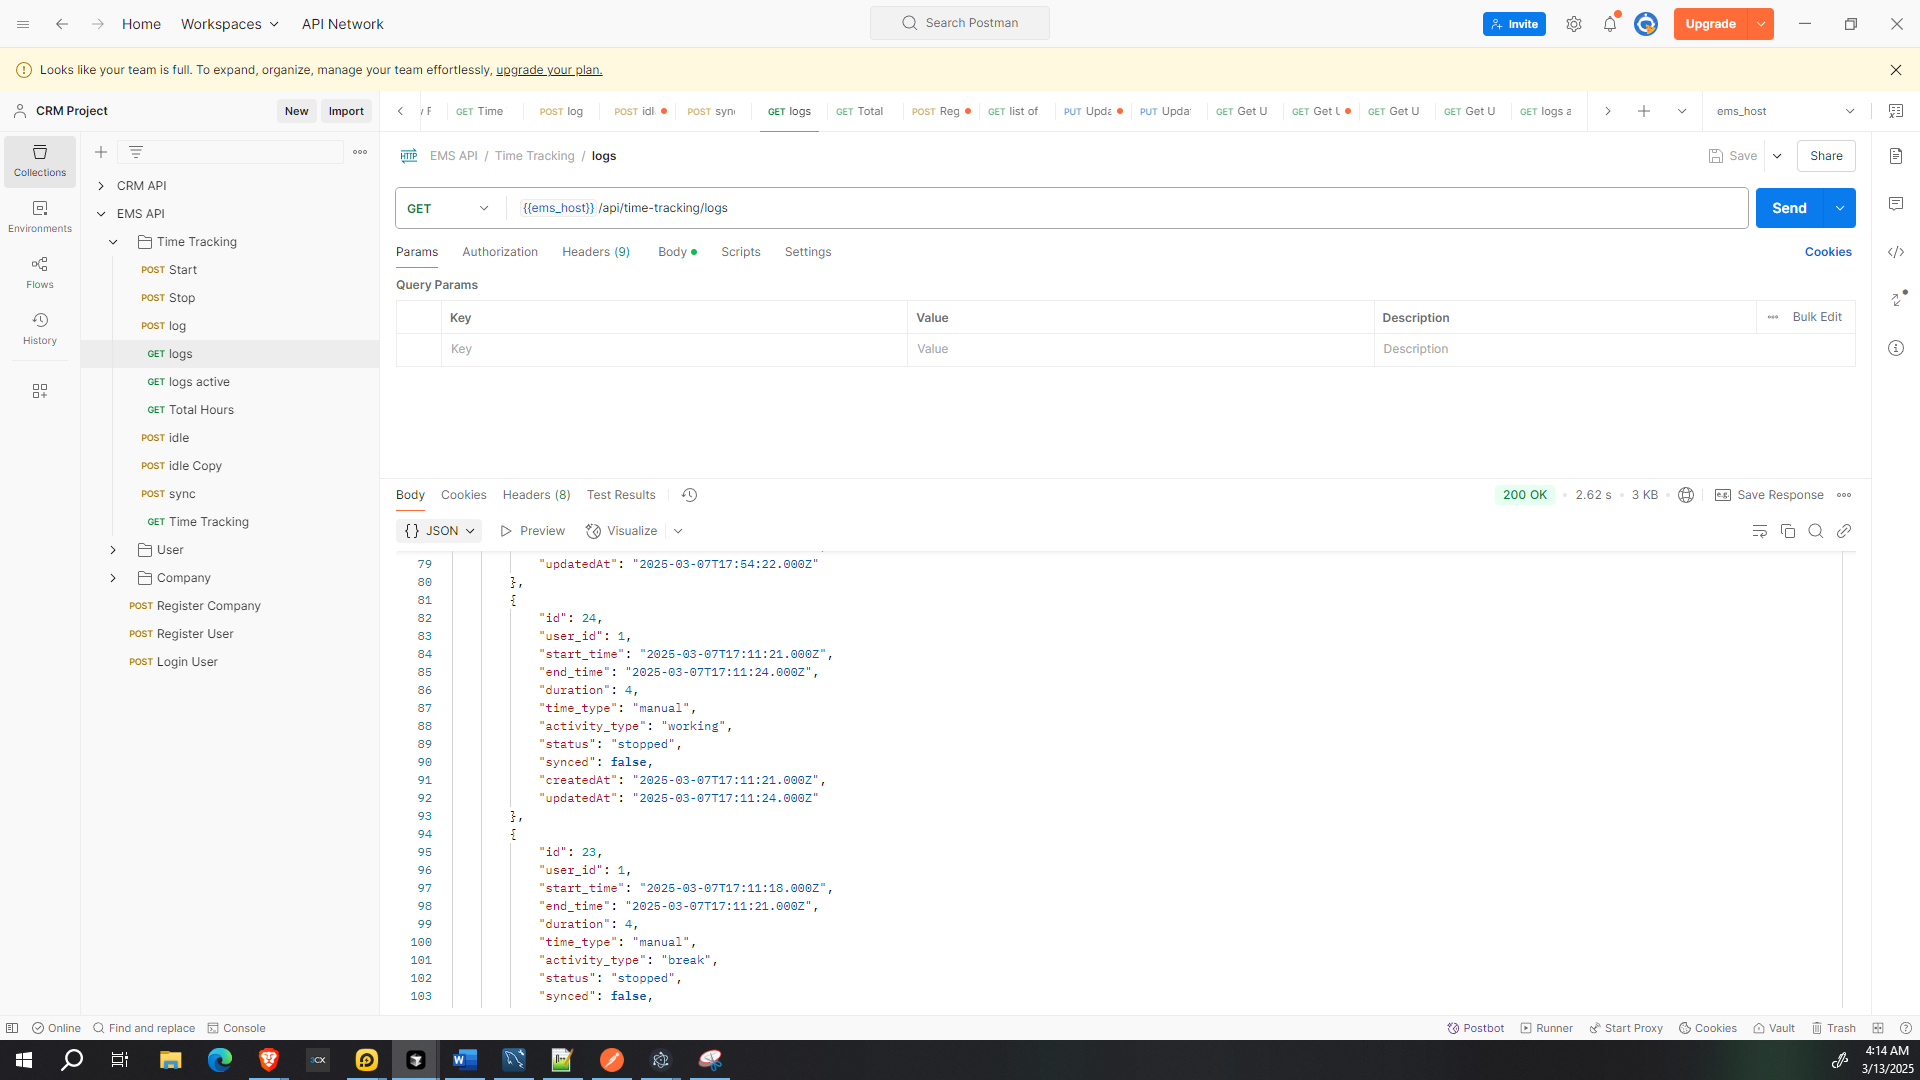 Home
Workspaces
API Network
Search Postman
Invite
Upgrade
Looks like your team is full. To expand, organize, manage your team effortlessly, upgrade your plan.
CRM Project
New
Import
GET Time
POST log
POST idl
POST syn
GET logs
GET Total
POST Reg
GET list of
PUT Upda
PUT Upda
GET Get U
GET Get U
GET Get U
GET Get U
GET logs a
ems_host
Collections
Environments
Flows
History
CRM API
EMS API
Time Tracking
POST Start
POST Stop
POST log
GET logs
GET logs active
GET Total Hours
POST idle
POST idle Copy
POST sync
GET Time Tracking
User
Company
POST Register Company
POST Register User
POST Login User
HTTP EMS API / Time Tracking / logs
Save
Share
GET
{{ems_host}} /api/time-tracking/logs
Send
Params
Authorization
Headers (9)
Body
Scripts
Settings
Cookies
Query Params
Key Value Description
Bulk Edit
Key Value Description
Body
Cookies
Headers (8)
Test Results
200 OK
2.62 s
3 KB
e.g. Save Response
{} JSON
Preview
Visualize
79 "updatedAt": "2025-03-07T17:54:22.000Z"
80 },
81 {
82 "id": 24,
83 "user_id": 1,
84 "start_time": "2025-03-07T17:11:21.000Z",
85 "end_time": "2025-03-07T17:11:24.000Z",
86 "duration": 4,
87 "time_type": "manual",
88 "activity_type": "working",
89 "status": "stopped",
90 "synced": false,
91 "createdAt": "2025-03-07T17:11:21.000Z",
92 "updatedAt": "2025-03-07T17:11:24.000Z"
93 },
94 {
95 "id": 23,
96 "user_id": 1,
97 "start_time": "2025-03-07T17:11:18.000Z",
98 "end_time": "2025-03-07T17:11:21.000Z",
99 "duration": 4,
100 "time_type": "manual",
101 "activity_type": "break",
102 "status": "stopped",
103 "synced": false,
Online
Find and replace
Console
Postbot
Runner
Start Proxy
Cookies
Vault
Trash
4:14 AM
3/13/2025